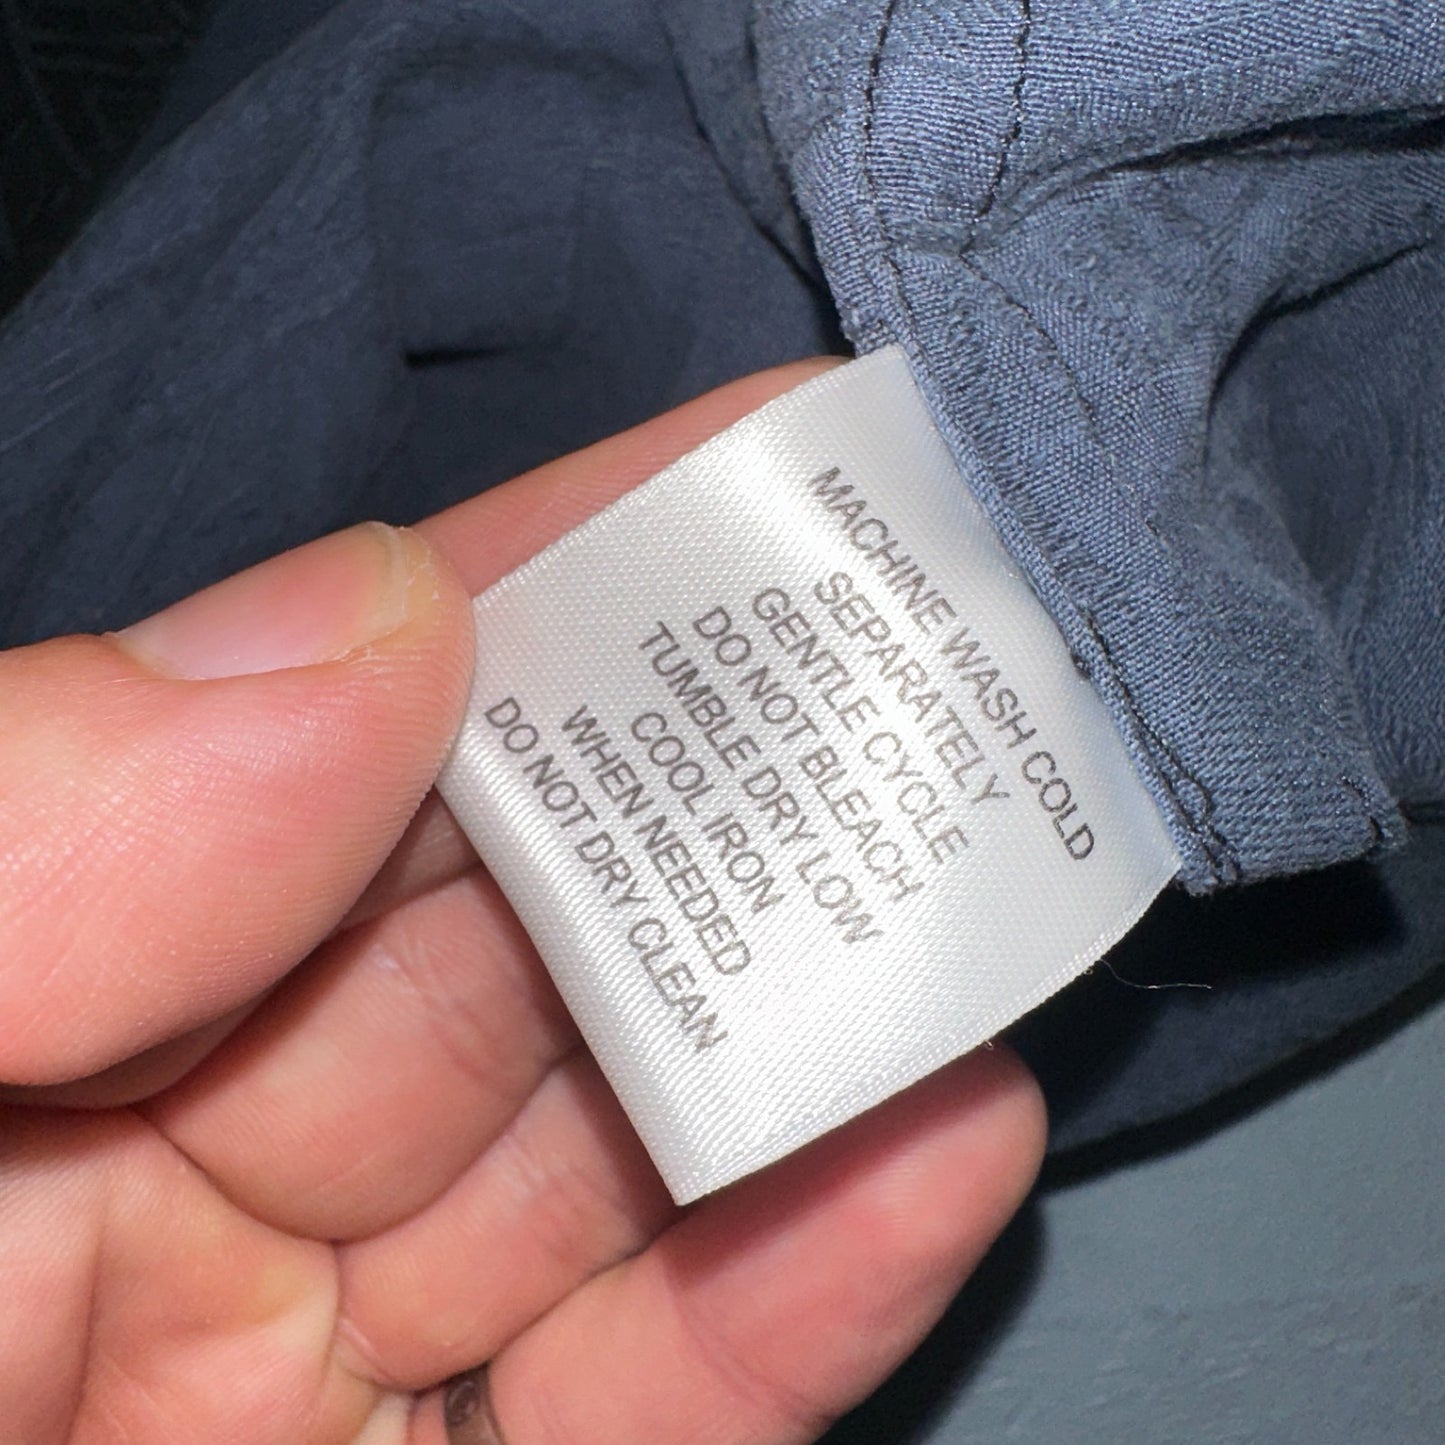 MACHINE WASH COLD
SEPARATELY
GENTLE CYCLE
DO NOT BLEACH
TUMBLE DRY LOW
COOL IRON
WHEN NEEDED
DO NOT DRY CLEAN